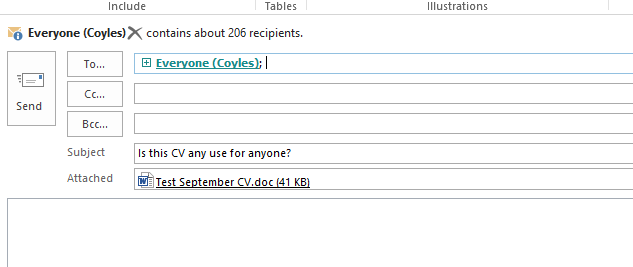 Include Tables Illustrations
Everyone (Coyles) contains about 206 recipients.
To... Everyone (Coyles);
Send
Cc...
Bcc...
Subject Is this CV any use for anyone?
Attached Test September CV.doc (41 KB)